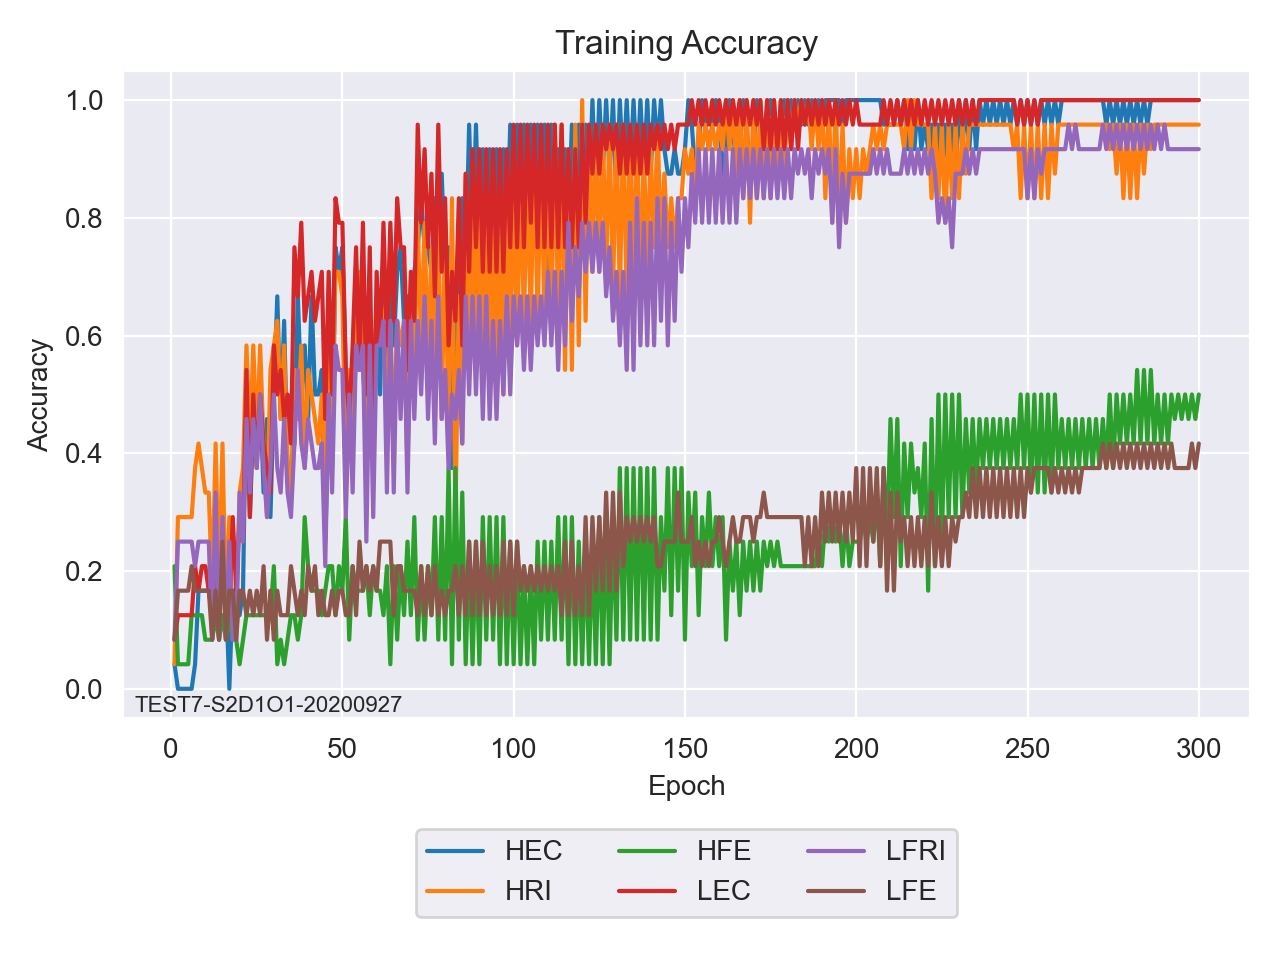 Training Accuracy
1.0
0.8
0.6
0.4
0.2
0.0
Accuracy
TEST7-S2D1O1-20200927
0 50 100 150 200 250 300
Epoch
HEC HFE LFRI
HRI LEC LFE